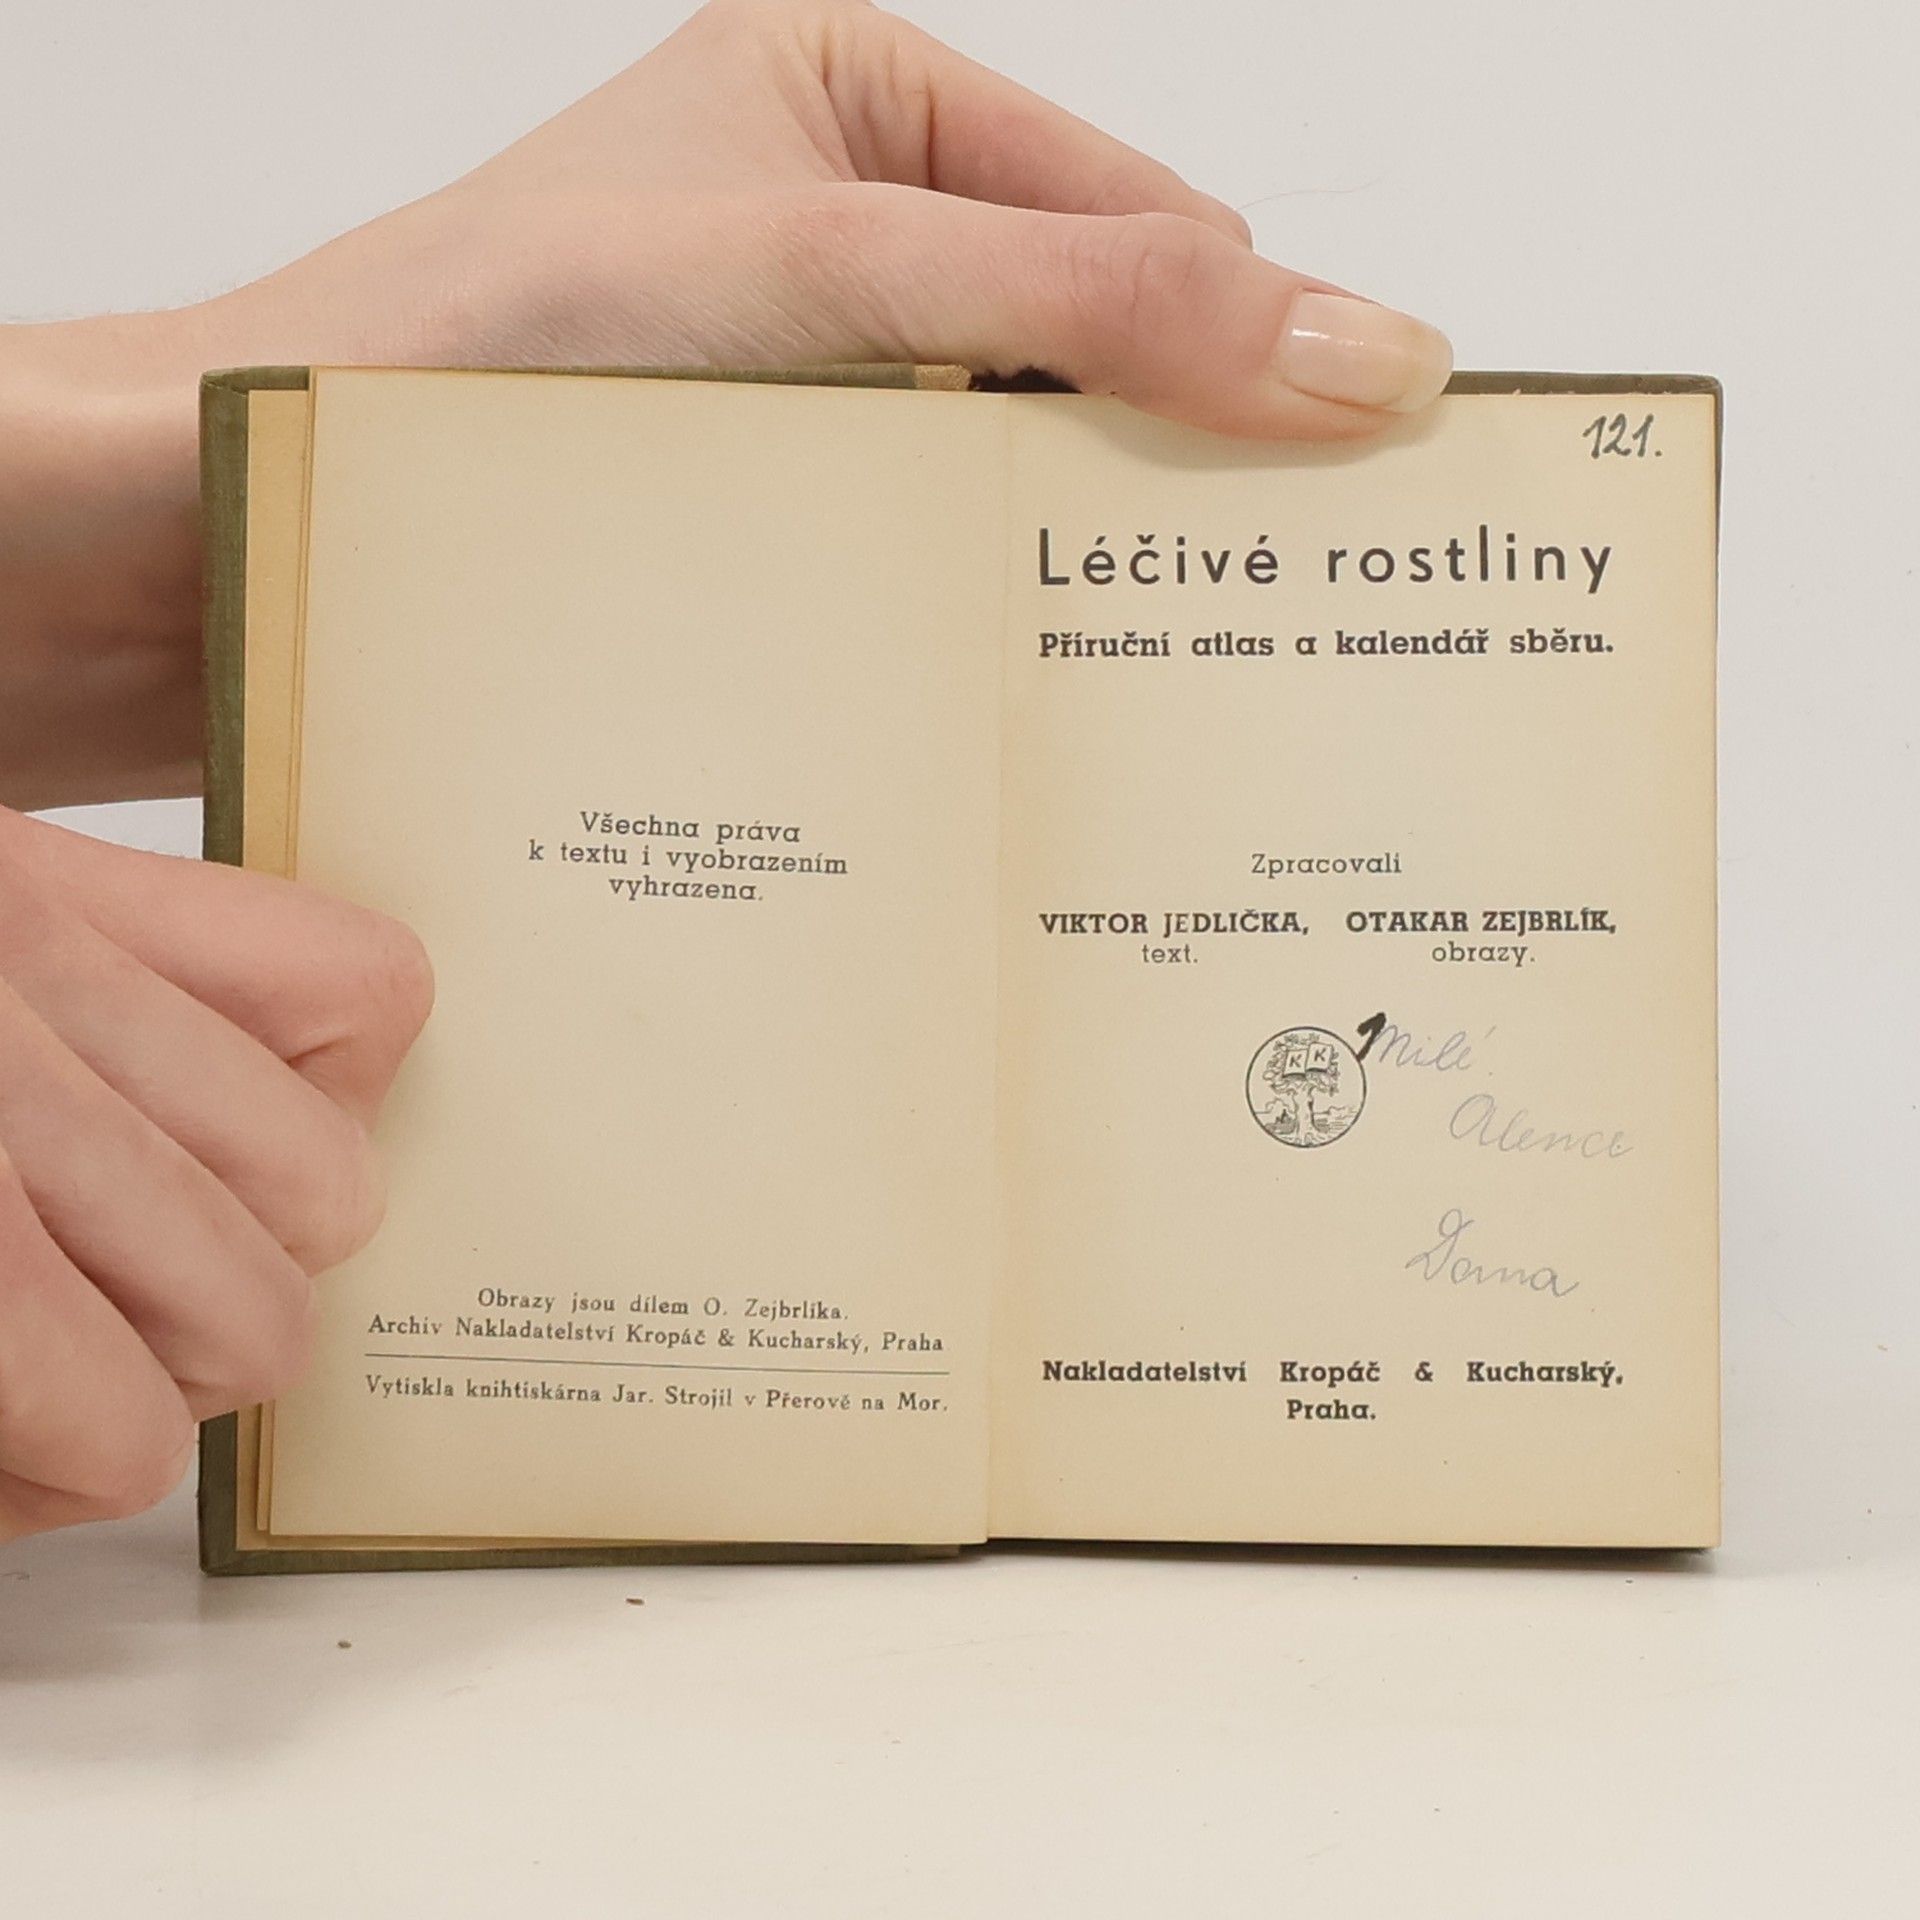 Všechna práva
k textu i vyobrazením
vyhrazena.
Obrazy jsou dílem O. Zejbrlíka.
Archiv Nakladatelství Kropáč & Kucharský, Praha
Vytiskla knihtiskárna Jar. Strojil v Přerově na Mor.
121.
Léčivé rostliny
Příruční atlas a kalendář sběru.
Zpracovali
VIKTOR JEDLIČKA, OTAKAR ZEJBRLÍK,
text. obrazy.
K K
Milé
Alence
Dana
Nakladatelství Kropáč & Kucharský,
Praha.